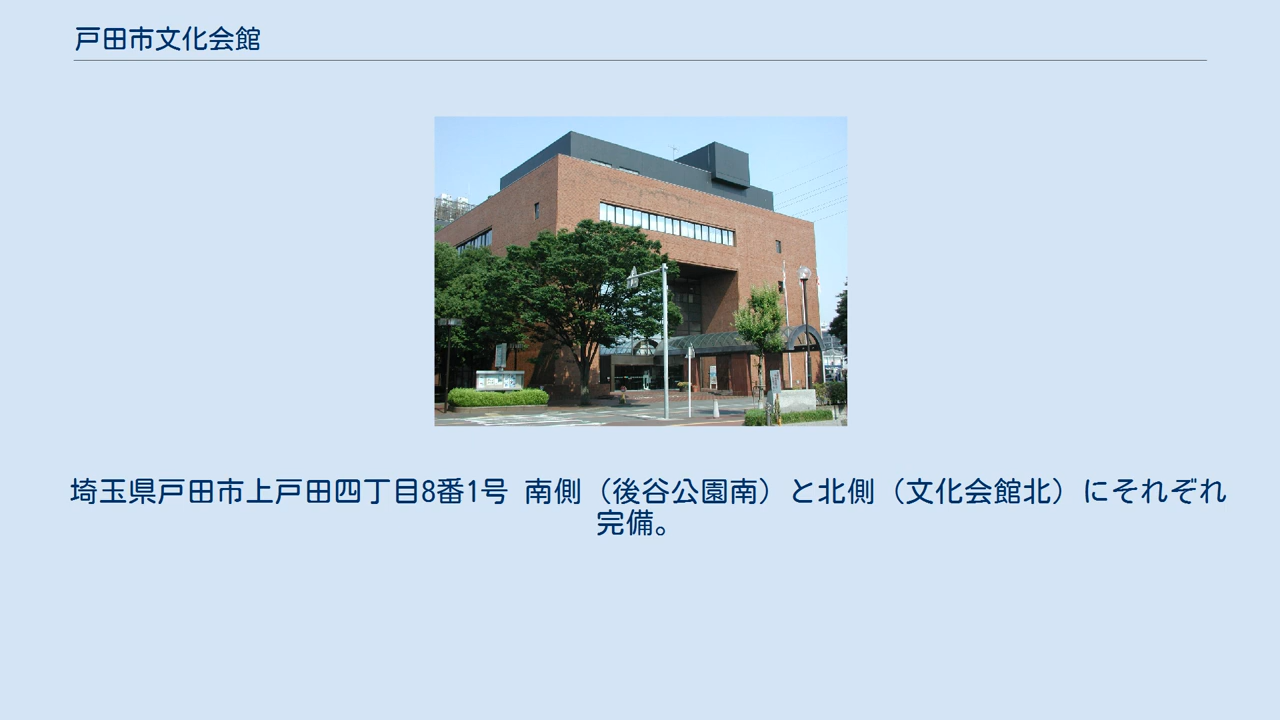 戸田市文化会館
埼玉県戸田市上戸田四丁目8番1号 南側（後谷公園南）と北側（文化会館北）にそれぞれ
完備。